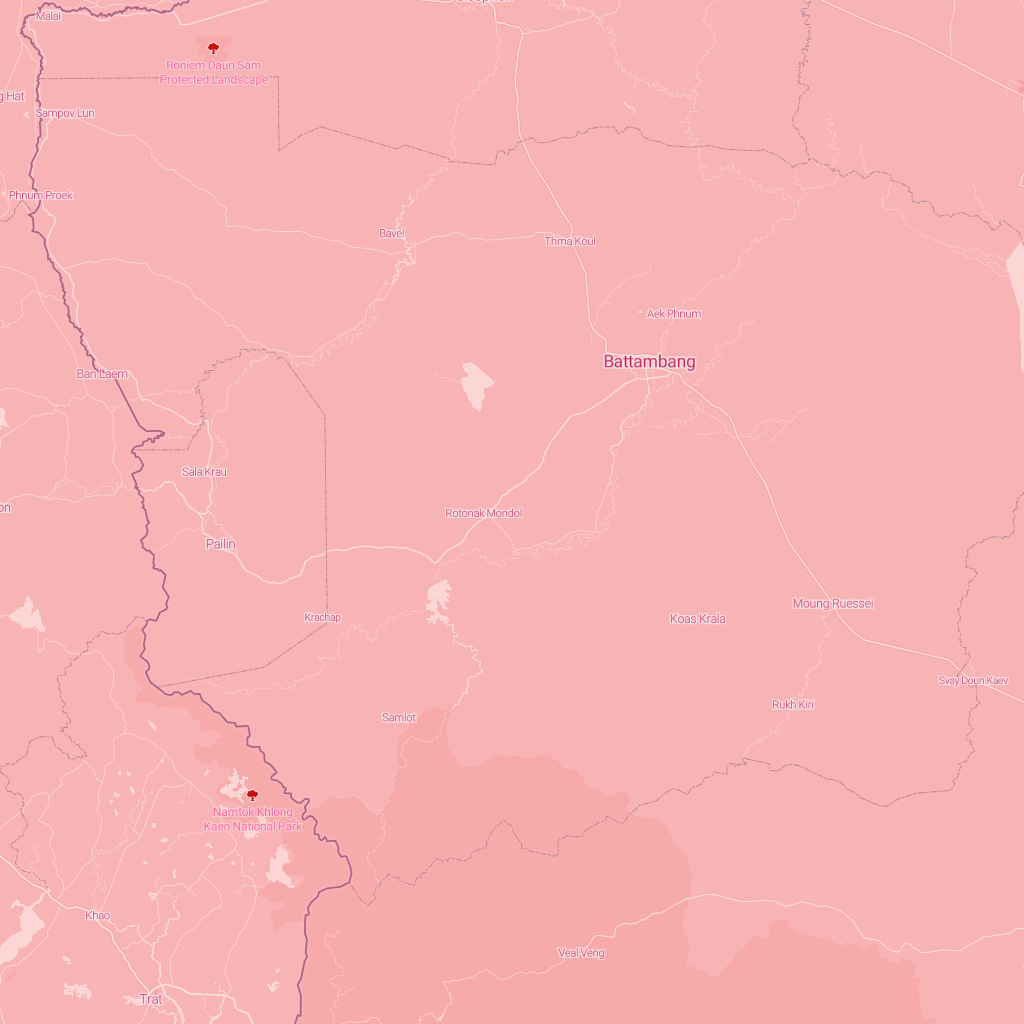 Malai
Roniem Daun Sam
Protected Landscape
Hat
Sampov Lun
Phnum Proek
Bavel
Thma Koul
Aek Phnum
Battambang
Ban Laem
Sala Krau
Rotonak Mondol
Pailin
Krachap
Koas Krala
Moung Ruessei
Svay Doun Kaev
Rukh Kiri
Samlot
Namtok Khlong
Kaeo National Park
Khao
Veal Veng
Trat